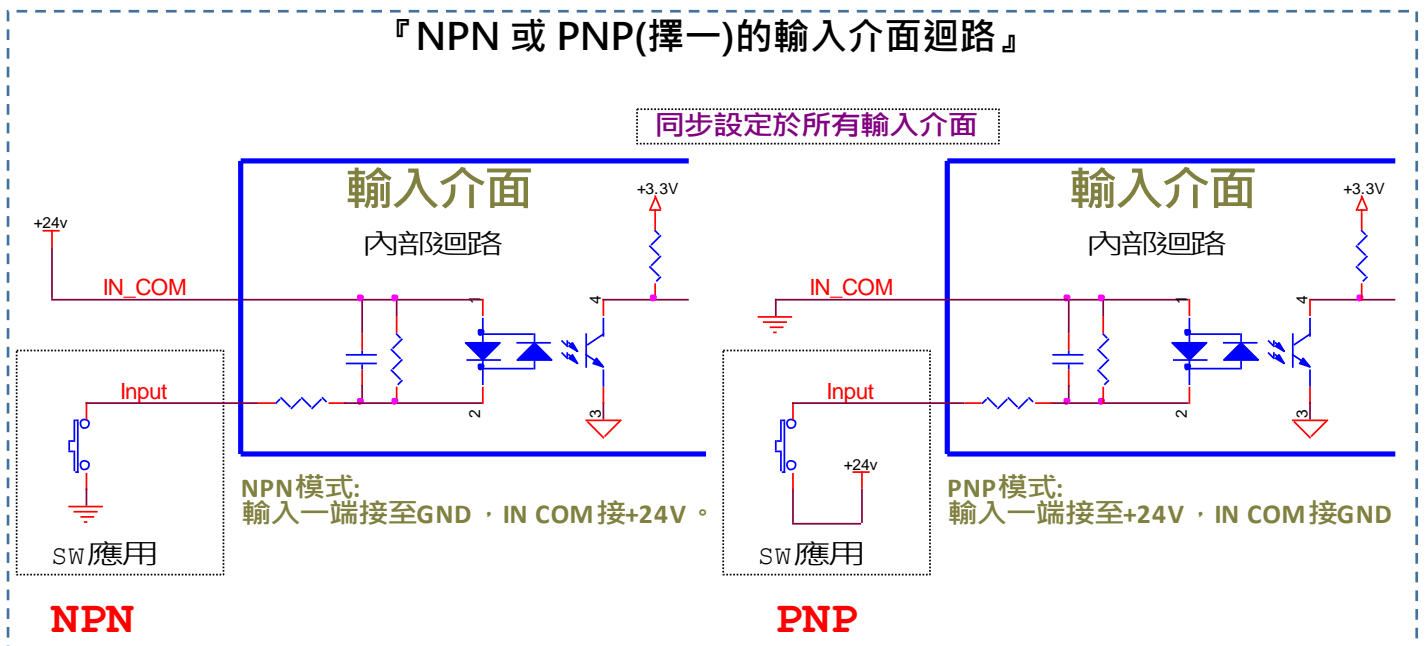 『NPN 或 PNP(擇一)的輸入介面迴路』
同步設定於所有輸入介面
輸入介面
內部迴路
+3.3V
+24v
IN_COM
1
4
Input
2
3
SW應用
NPN模式:
輸入一端接至GND，IN COM接+24V。
NPN
輸入介面
內部迴路
+3.3V
IN_COM
1
4
Input
2
3
+24v
SW應用
PNP模式:
輸入一端接至+24V，IN COM接GND
PNP